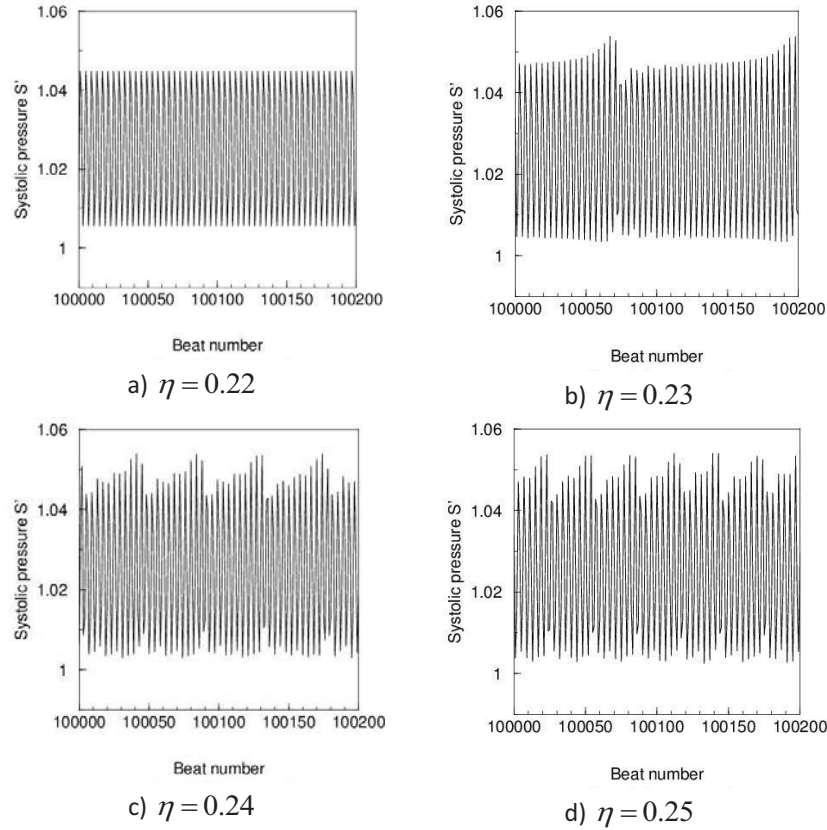 1.06
1.04
1.02
1
Systolic pressure S'
100000 100050 100100 100150 100200
Beat number
a) η = 0.22
1.06
1.04
1.02
1
Systolic pressure S'
100000 100050 100100 100150 100200
Beat number
b) η = 0.23
1.06
1.04
1.02
1
Systolic pressure S'
100000 100050 100100 100150 100200
Beat number
c) η = 0.24
1.06
1.04
1.02
1
Systolic pressure S'
100000 100050 100100 100150 100200
Beat number
d) η = 0.25